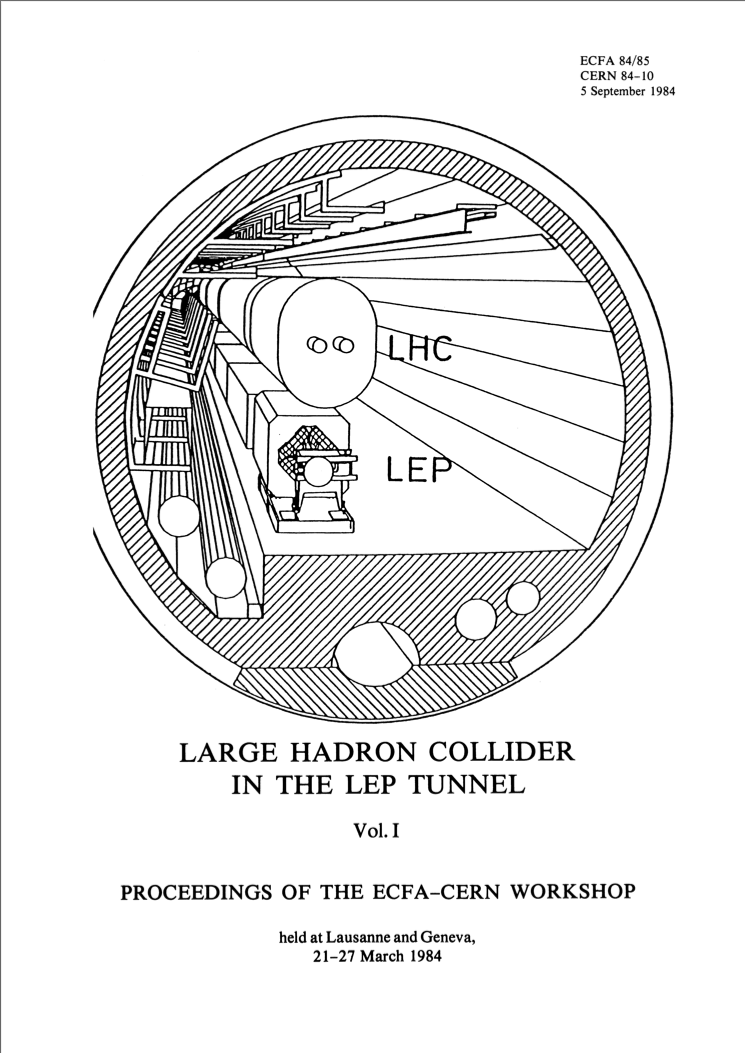 ECFA 84/85
CERN 84–10
5 September 1984
LHC
LEP
LARGE HADRON COLLIDER
IN THE LEP TUNNEL
Vol. I
PROCEEDINGS OF THE ECFA–CERN WORKSHOP
held at Lausanne and Geneva,
21–27 March 1984